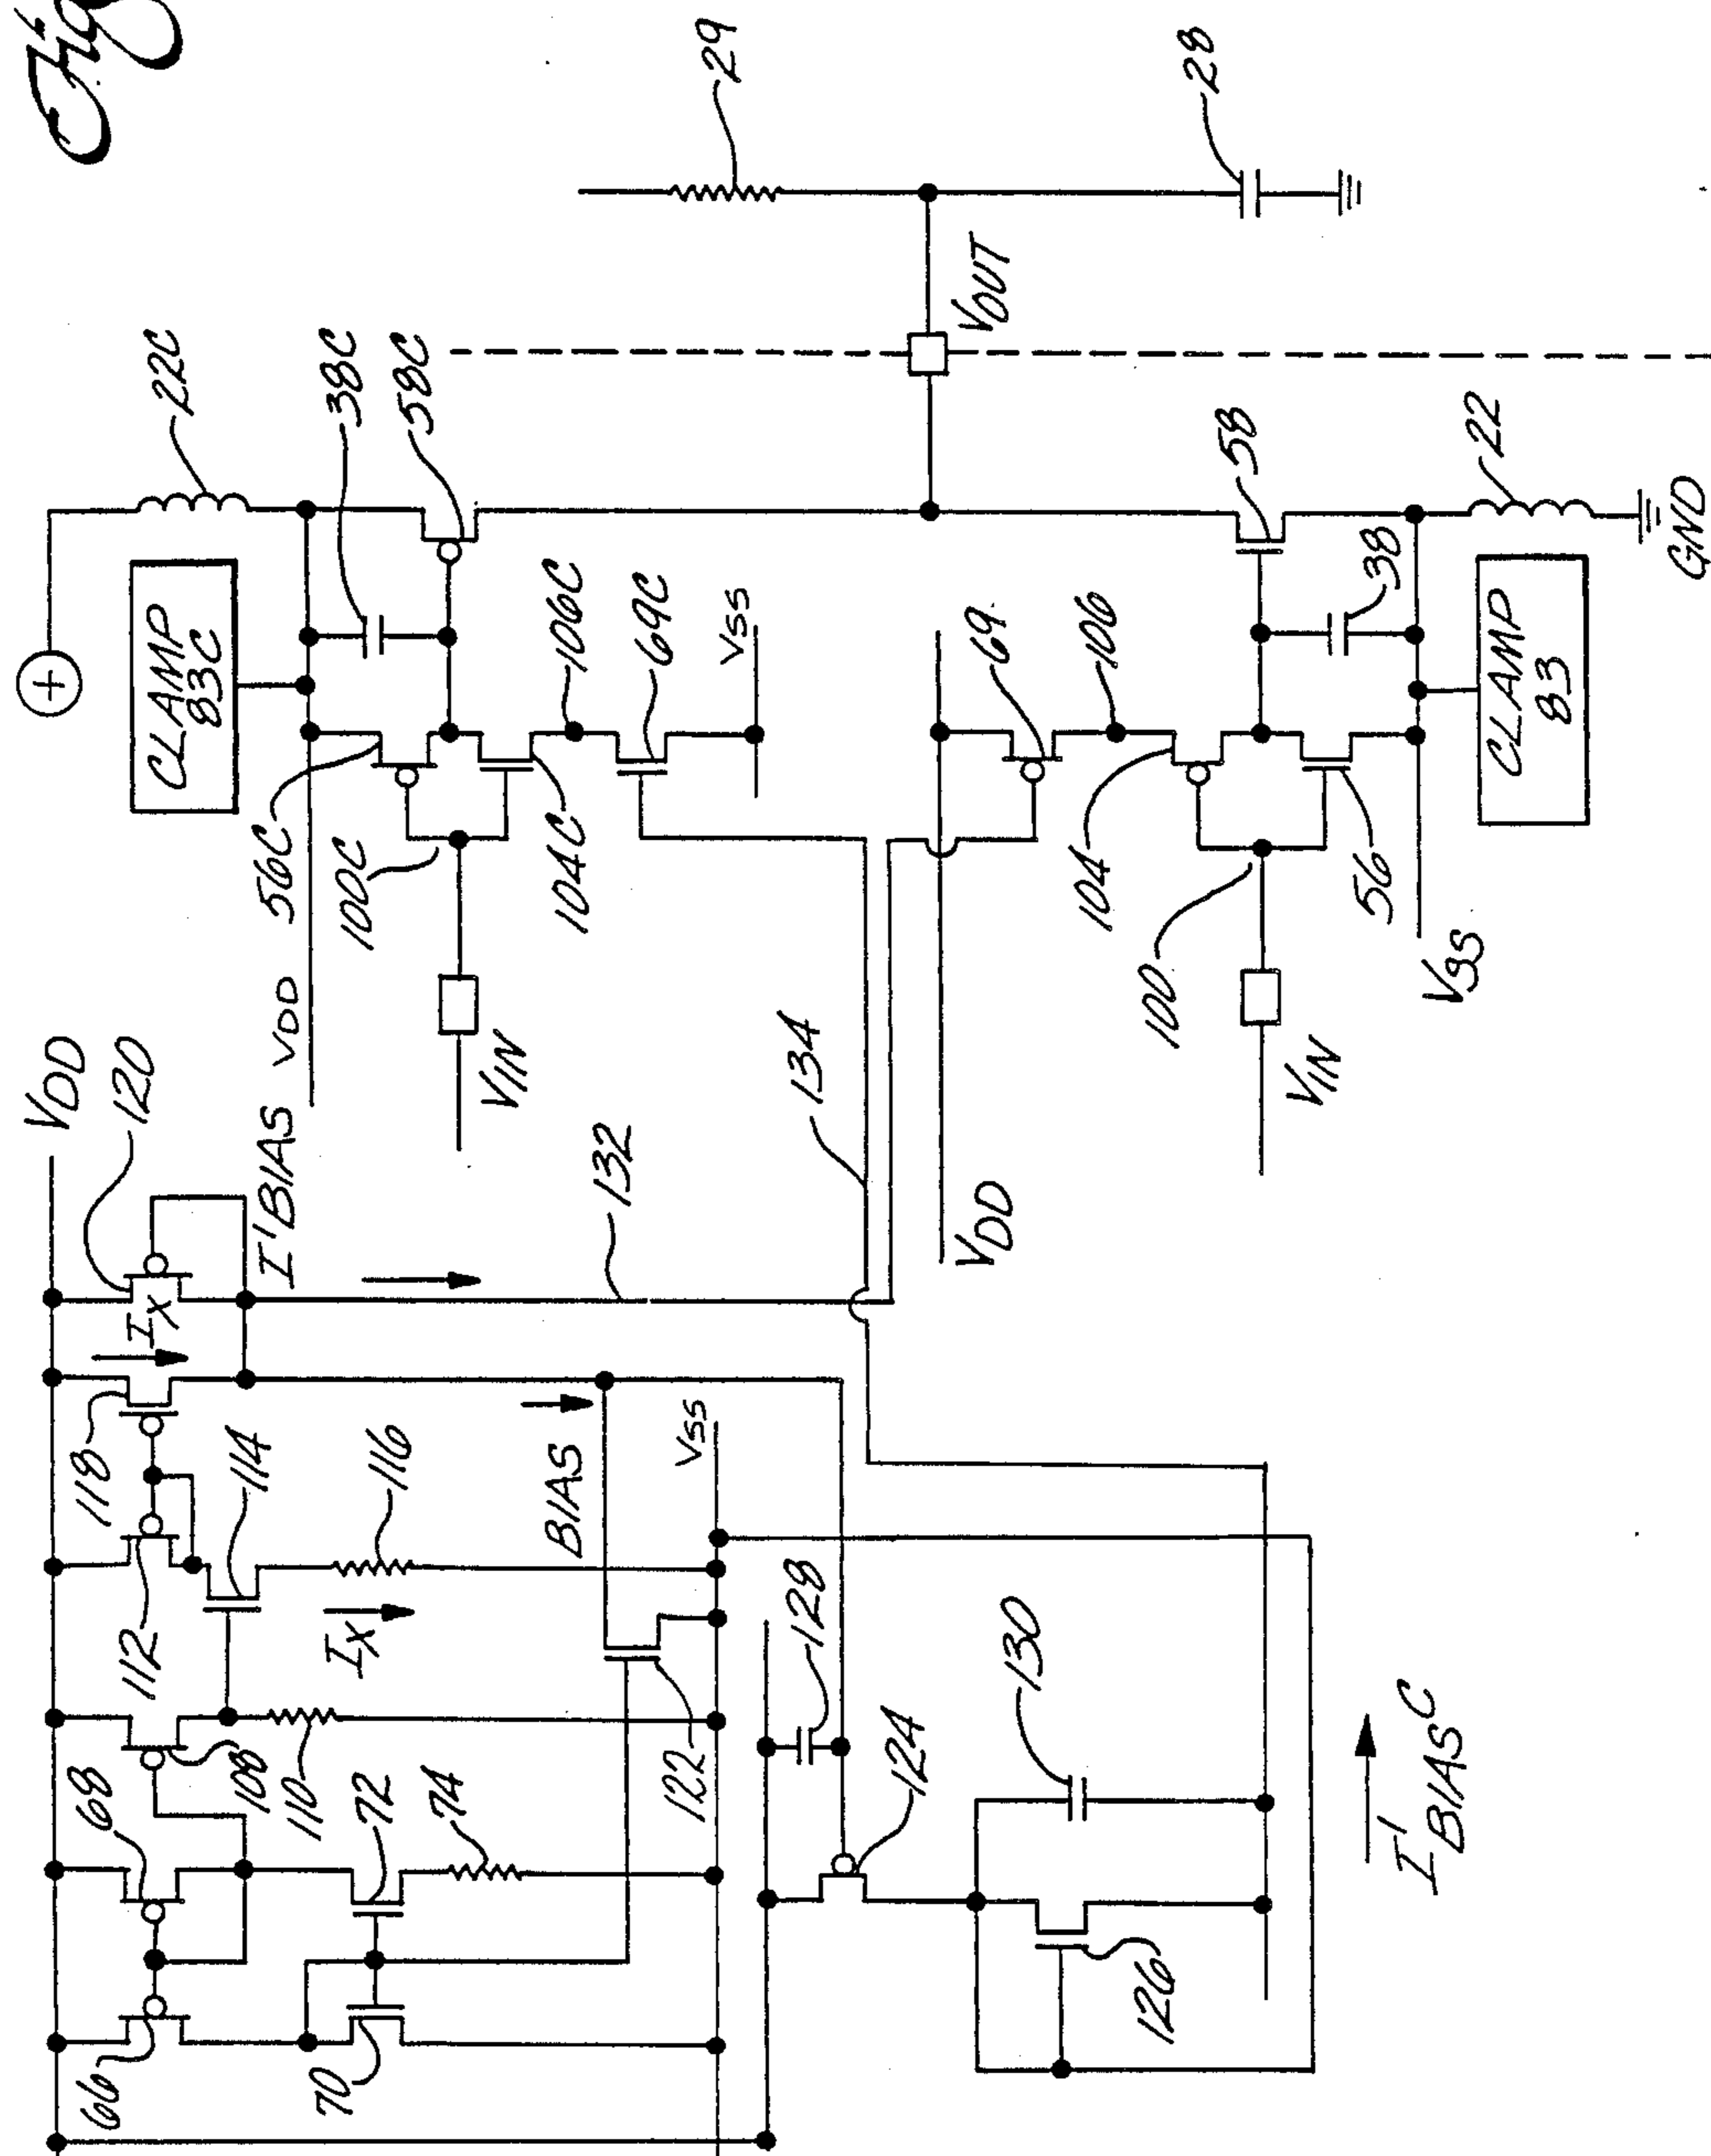 Fig
29
28
22C
38C
58C
VOUT
58
22
38
GND
CLAMP
83C
CLAMP
83
106C
69C
VSS
69
106
56C
100C
104C
104
100
56
VDD
VIN
VIN
VSS
VDD
VDD
120
I'BIAS
132
134
IX
118
114
116
BIAS
VSS
112
IX
128
130
I'BIASC
68
108
110
72
74
122
124
126
66
70